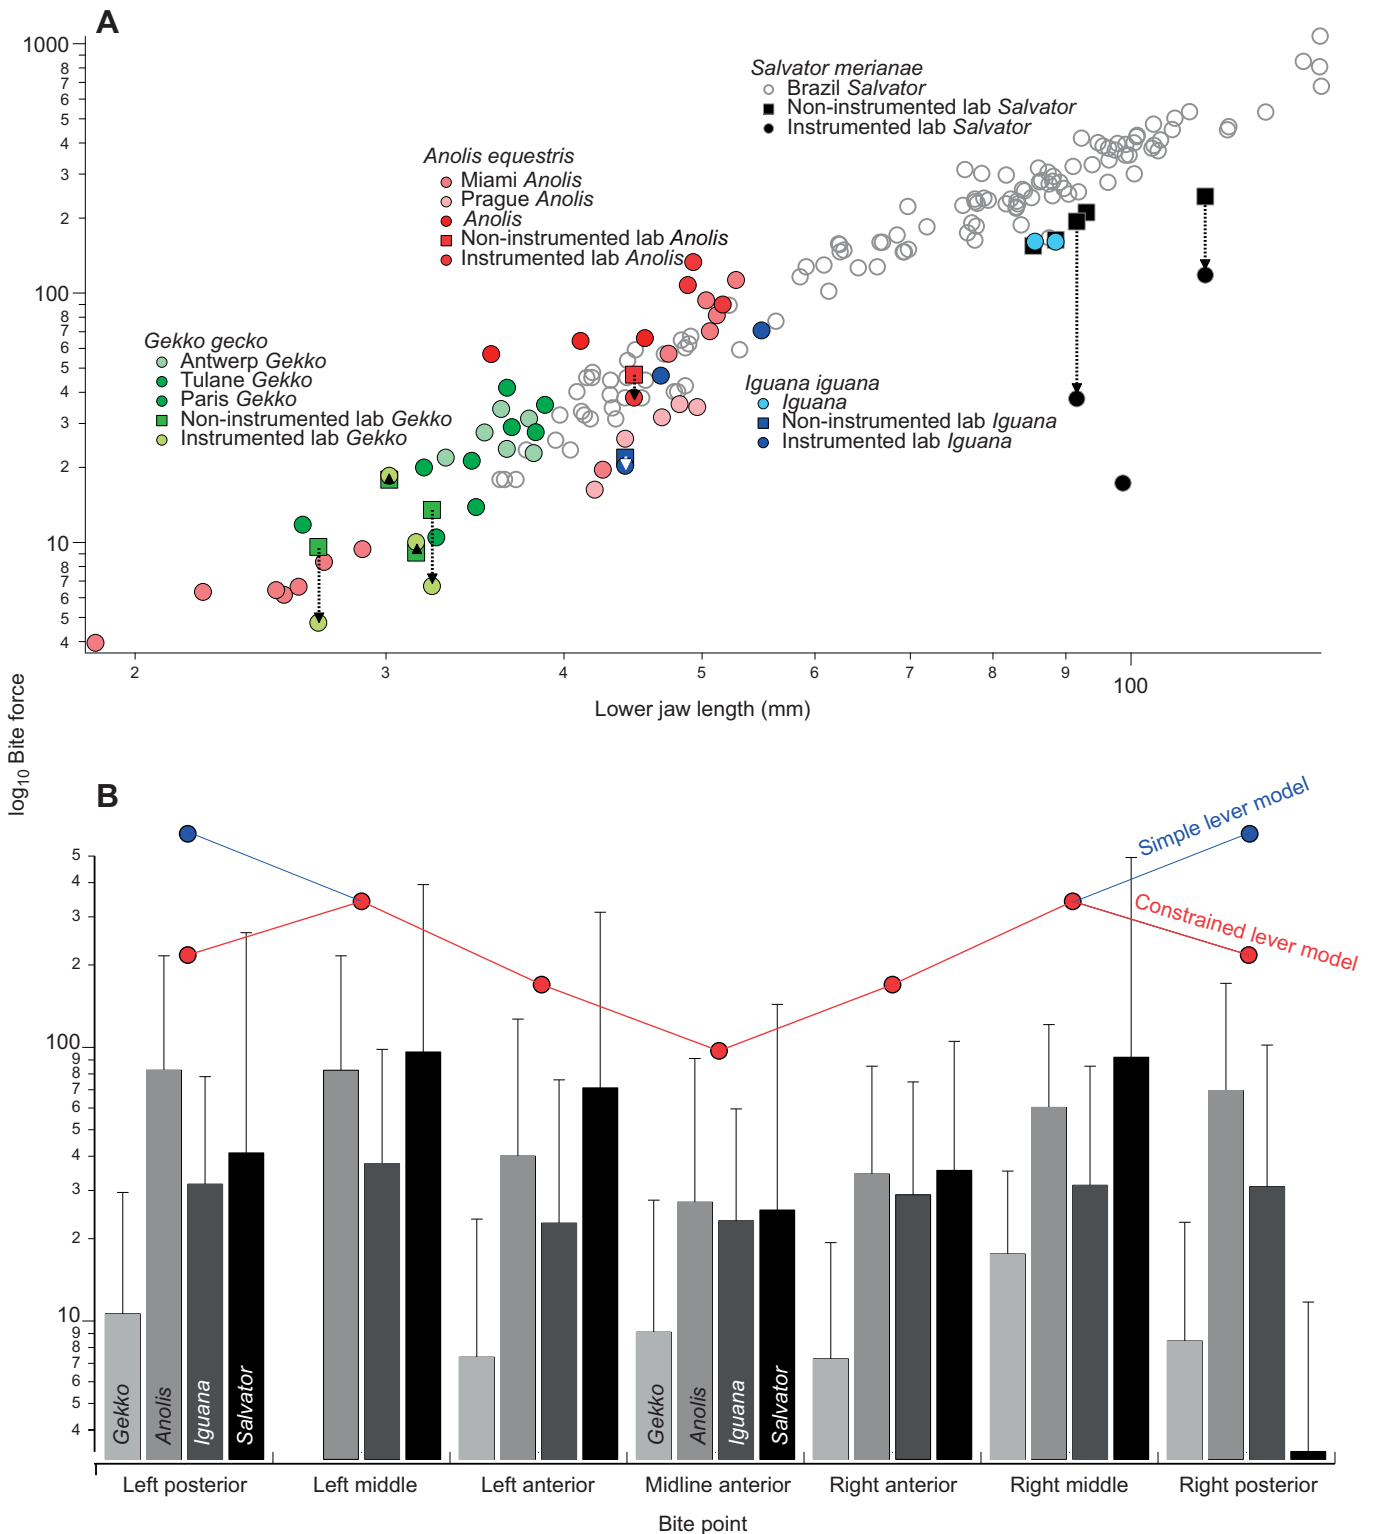 A
1000
8
7
6
5
4
3
2
100
8
7
6
5
4
3
2
10
8
7
6
5
4
Salvator merianae
Brazil Salvator
Non-instrumented lab Salvator
Instrumented lab Salvator
Anolis equestris
Miami Anolis
Prague Anolis
Anolis
Non-instrumented lab Anolis
Instrumented lab Anolis
Gekko gecko
Antwerp Gekko
Tulane Gekko
Paris Gekko
Non-instrumented lab Gekko
Instrumented lab Gekko
Iguana iguana
Iguana
Non-instrumented lab Iguana
Instrumented lab Iguana
2 3 4 5 6 7 8 9 100
Lower jaw length (mm)
log10 Bite force
B
Simple lever model
Constrained lever model
5
4
3
2
100
9
8
7
6
5
4
3
2
10
9
8
7
6
5
4
Gekko Anolis Iguana Salvator
Gekko Anolis Iguana Salvator
Left posterior Left middle Left anterior Midline anterior Right anterior Right middle Right posterior
Bite point